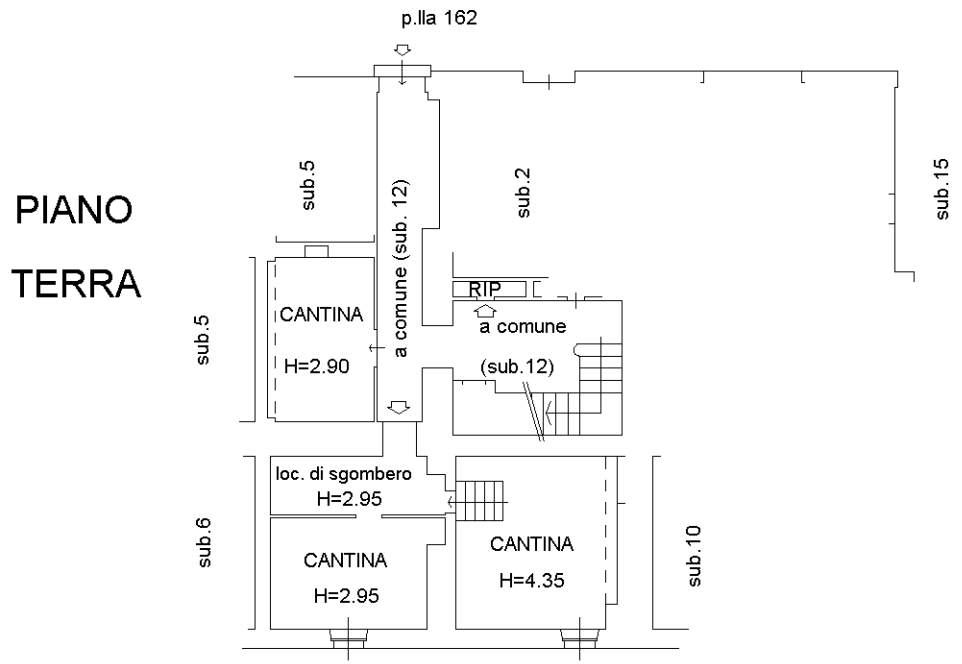 p.lla 162
PIANO
TERRA
sub.5
a comune (sub. 12)
sub.2
sub.15
RIP
CANTINA
H=2.90
sub.5
a comune
(sub.12)
loc. di sgombero
H=2.95
sub.6
CANTINA
H=2.95
CANTINA
H=4.35
sub.10